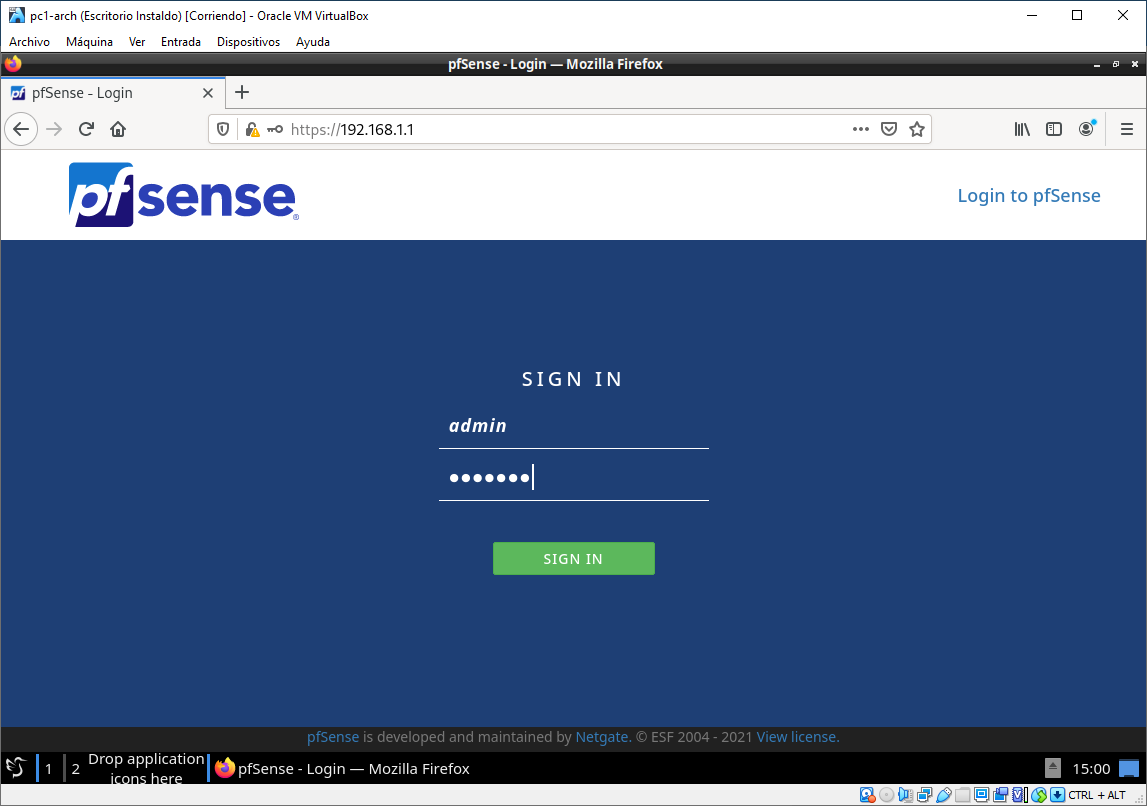 pc1-arch (Escritorio Instaldo) [Corriendo] - Oracle VM VirtualBox
Archivo Máquina Ver Entrada Dispositivos Ayuda
pfSense - Login — Mozilla Firefox
pfSense - Login
https://192.168.1.1
pfsense®
Login to pfSense
SIGN IN
admin
•••••••
SIGN IN
pfSense is developed and maintained by Netgate. © ESF 2004 - 2021 View license.
1 2 Drop application
icons here
pfSense - Login — Mozilla Firefox
15:00
CTRL + ALT